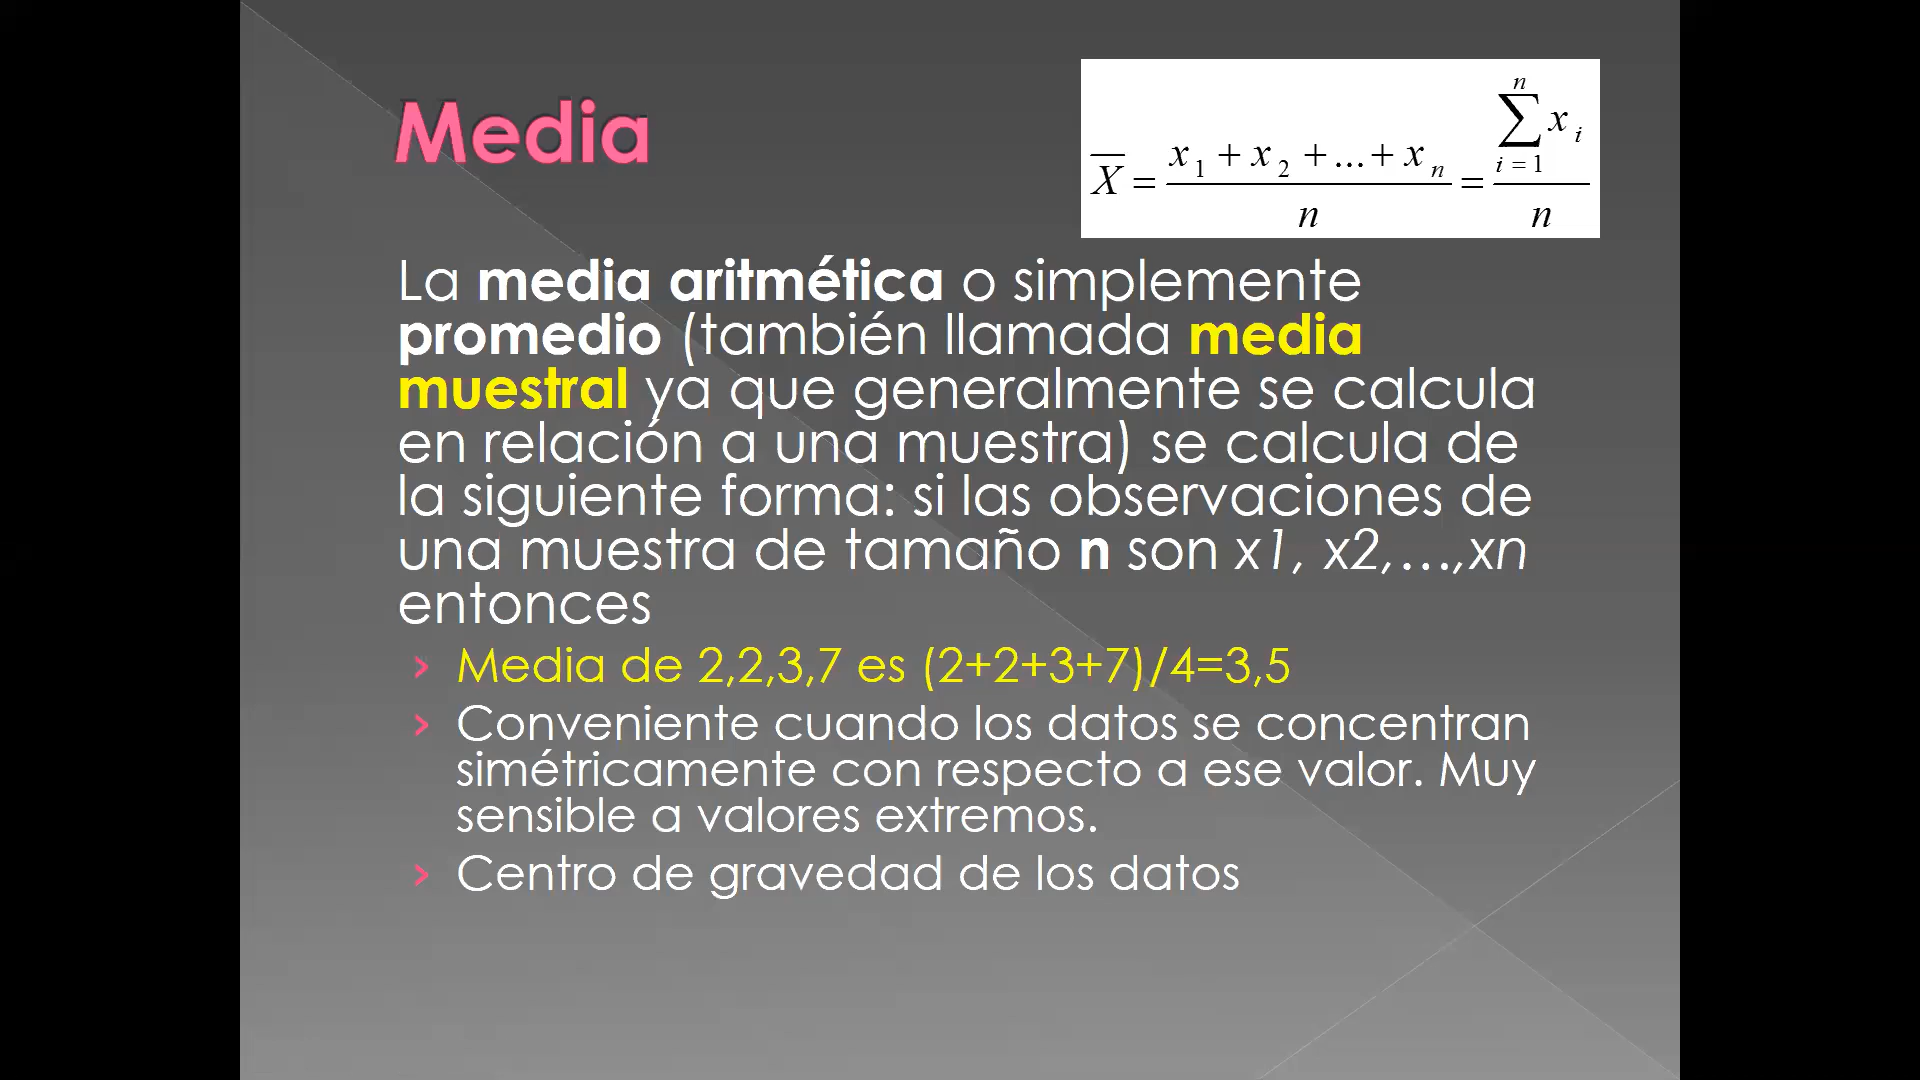 Media
X̄ = (x₁ + x₂ + ... + xₙ) / n = (∑ᵢ₌₁ⁿ xᵢ) / n
La media aritmética o simplemente
promedio (también llamada media
muestral ya que generalmente se calcula
en relación a una muestra) se calcula de
la siguiente forma: si las observaciones de
una muestra de tamaño n son x1, x2,…,xn
entonces
› Media de 2,2,3,7 es (2+2+3+7)/4=3,5
› Conveniente cuando los datos se concentran
simétricamente con respecto a ese valor. Muy
sensible a valores extremos.
› Centro de gravedad de los datos